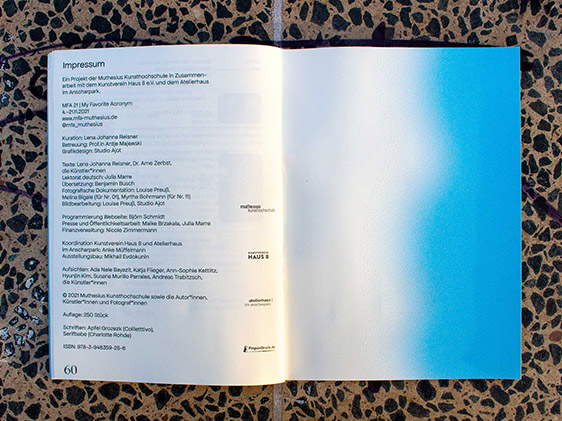 Impressum
Ein Projekt der Muthesius Kunsthochschule in Zusammen-
arbeit mit dem Kunstverein Haus 8 e.V. und dem Atelierhaus
im Anscharpark.
MFA 21 | My Favorite Acronym
4.–21.11.2021
www.mfa-muthesius.de
@mfa_muthesius
Kuration: Lena Johanna Reisner
Betreuung: Prof.in Antje Majewski
Grafikdesign: Studio Ajot
Texte: Lena Johanna Reisner, Dr. Arne Zerbst,
die Künstler*innen
Lektorat deutsch: Julia Marre
Übersetzung: Benjamin Busch
Fotografische Dokumentation: Louise Preuß,
Melina Bigale (für Nr. 01), Myrtha Bohrmann (für Nr. 11)
Bildbearbeitung: Louise Preuß, Studio Ajot
Programmierung Webseite: Björn Schmidt
Presse und Öffentlichkeitsarbeit: Maike Brzakala, Julia Marre
Finanzverwaltung: Nicole Zimmermann
Koordination Kunstverein Haus 8 und Atelierhaus
im Anscharpark: Anke Müffelmann
Ausstellungsbau: Mikhail Evdokunin
Aufsichten: Ada Nele Bayezit, Katja Flieger, Ann-Sophie Kettlitz,
Hyunjin Kim, Susana Murillo Parrales, Andreas Trabitzsch,
die Künstler*innen
© 2021 Muthesius Kunsthochschule sowie die Autor*innen,
Künstler*innen und Fotograf*innen
Auflage: 250 Stück
Schriften: Apfel Grozezk (Collletttivo),
Serifbabe (Charlotte Rohde)
ISBN: 978-3-948359-25-6
60
muthesius
kunsthochschule
KUNSTVEREIN
HAUS 8
atelierhaus |
im anscharpark
PinguinDruck.de